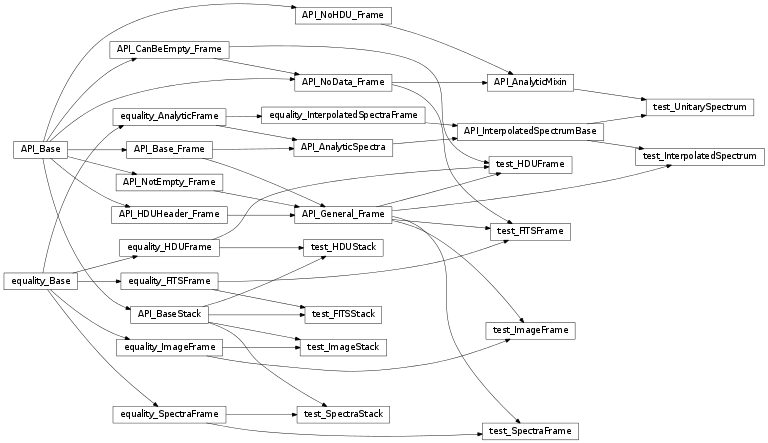 API_NoHDU_Frame
API_CanBeEmpty_Frame
API_NoData_Frame
API_AnalyticMixin
test_UnitarySpectrum
equality_AnalyticFrame
equality_InterpolatedSpectraFrame
API_InterpolatedSpectrumBase
API_Base
API_Base_Frame
API_AnalyticSpectra
test_InterpolatedSpectrum
test_HDUFrame
API_NotEmpty_Frame
API_HDUHeader_Frame
API_General_Frame
test_FITSFrame
equality_HDUFrame
test_HDUStack
equality_Base
equality_FITSFrame
API_BaseStack
test_FITSStack
test_ImageFrame
equality_ImageFrame
test_ImageStack
equality_SpectraFrame
test_SpectraStack
test_SpectraFrame